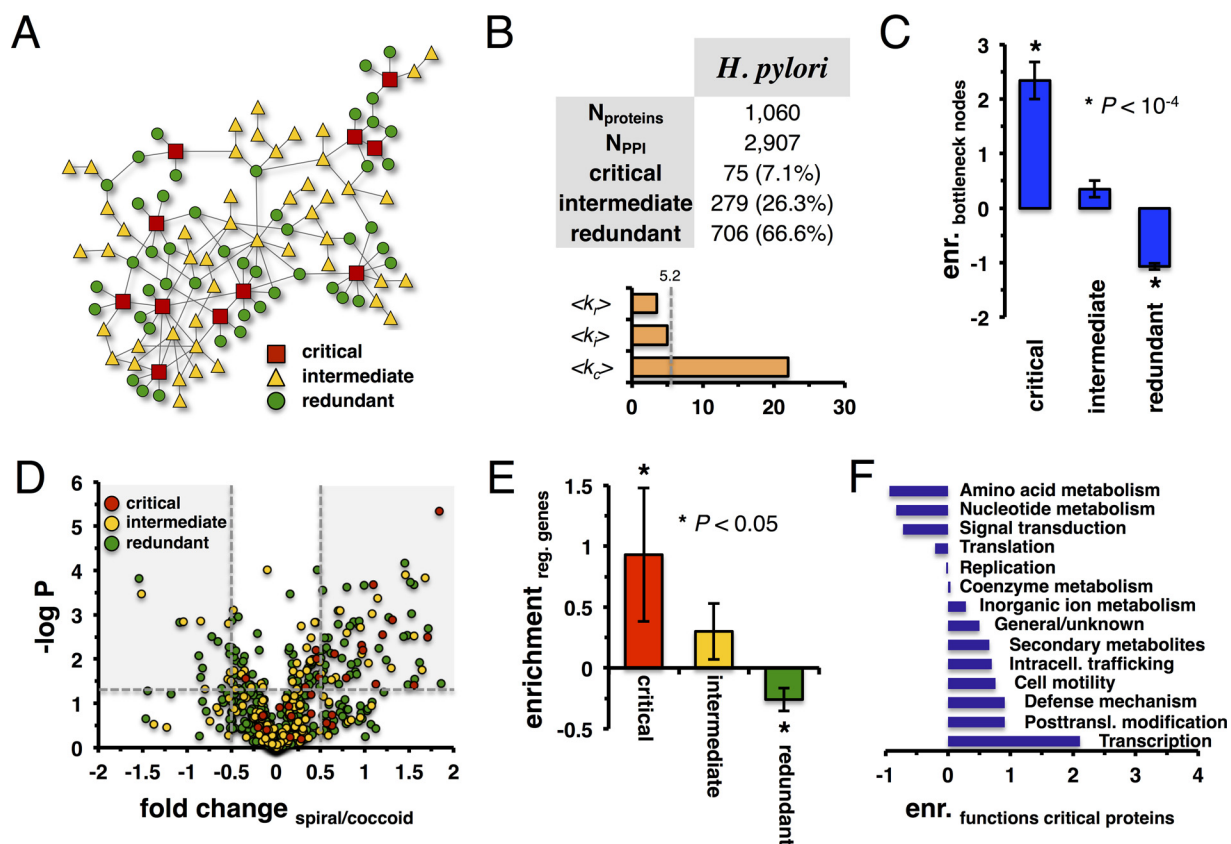 A
critical
intermediate
redundant
B
H. pylori
Nproteins 1,060
NPPI 2,907
critical 75 (7.1%)
intermediate 279 (26.3%)
redundant 706 (66.6%)
5.2
<kr>
<ki>
<kc>
0 10 20 30
C
enr. bottleneck nodes
3
2
1
0
-1
-2
*
* P < 10-4
*
critical
intermediate
redundant
D
-log P
6
5
4
3
2
1
0
critical
intermediate
redundant
-2 -1.5 -1 -0.5 0 0.5 1 1.5 2
fold change spiral/coccoid
E
enrichment reg. genes
1.5
1
0.5
0
-0.5
*
* P < 0.05
critical
intermediate
* redundant
F
Amino acid metabolism
Nucleotide metabolism
Signal transduction
Translation
Replication
Coenzyme metabolism
Inorganic ion metabolism
General/unknown
Secondary metabolites
Intracell. trafficking
Cell motility
Defense mechanism
Posttransl. modification
Transcription
-1 0 1 2 3 4
enr. functions critical proteins